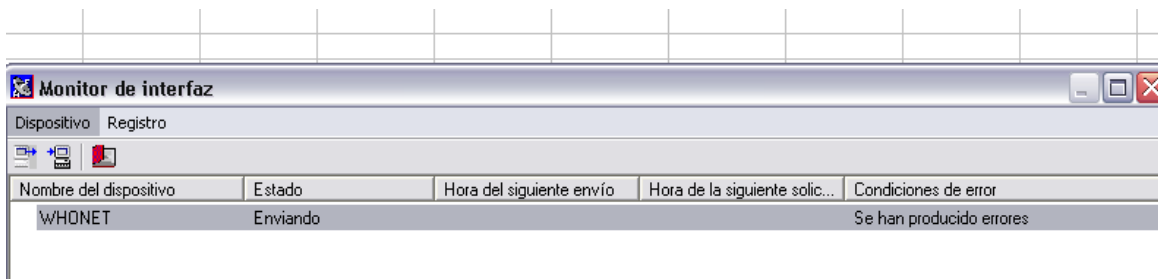 Monitor de interfaz
Dispositivo Registro
Nombre del dispositivo Estado Hora del siguiente envío Hora de la siguiente solic... Condiciones de error
WHONET Enviando Se han producido errores